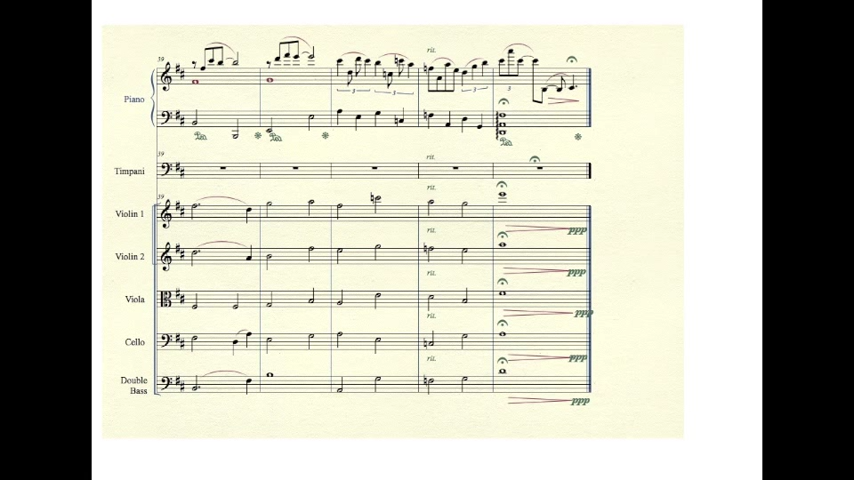 39
rit.
Piano
3
3
3
3
39
rit.
Timpani
39
rit.
Violin 1
ppp
rit.
Violin 2
ppp
rit.
Viola
ppp
rit.
Cello
ppp
rit.
Double
Bass
ppp